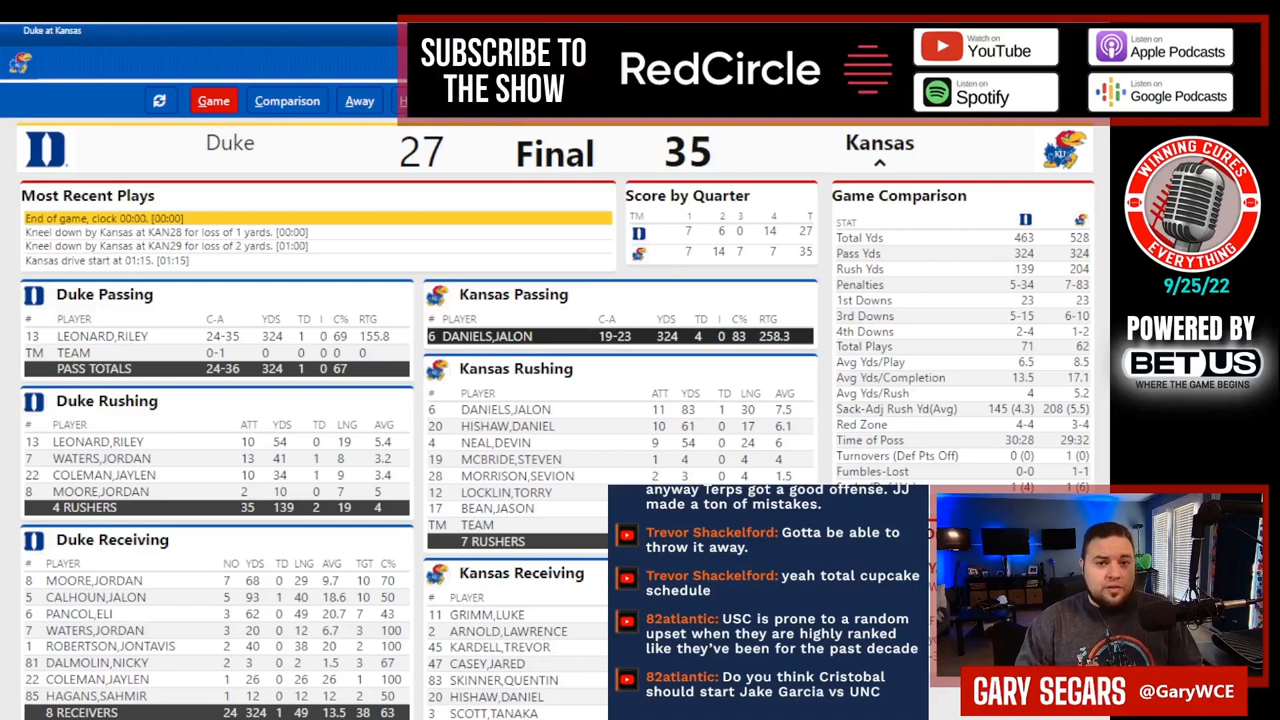 Duke at Kansas
SUBSCRIBE TO
THE SHOW
RedCircle
Watch on
YouTube
Listen on
Spotify
Listen on
Apple Podcasts
Listen on
Google Podcasts
Game Comparison Away
Duke 27 Final 35 Kansas
Most Recent Plays
End of game, clock 00:00. [00:00]
Kneel down by Kansas at KAN28 for loss of 1 yards. [00:00]
Kneel down by Kansas at KAN29 for loss of 2 yards. [01:00]
Kansas drive start at 01:15. [01:15]
Score by Quarter
TM 1 2 3 4 T
7 6 0 14 27
7 14 7 7 35
Game Comparison
STAT
Total Yds 463 528
Pass Yds 324 324
Rush Yds 139 204
Penalties 5-34 7-83
1st Downs 23 23
3rd Downs 5-15 6-10
4th Downs 2-4 1-2
Total Plays 71 62
Avg Yds/Play 6.5 8.5
Avg Yds/Completion 13.5 17.1
Avg Yds/Rush 4 5.2
Sack-Adj Rush Yd(Avg) 145 (4.3) 208 (5.5)
Red Zone 4-4 3-4
Time of Poss 30:28 29:32
Turnovers (Def Pts Off) 0 (0) 1 (0)
Fumbles-Lost 0-0 1-1
1 (4) 1 (6)
Duke Passing
# PLAYER C-A YDS TD I C% RTG
13 LEONARD,RILEY 24-35 324 1 0 69 155.8
TM TEAM 0-1 0 0 0 0 0
PASS TOTALS 24-36 324 1 0 67
Duke Rushing
# PLAYER ATT YDS TD LNG AVG
13 LEONARD,RILEY 10 54 0 19 5.4
7 WATERS,JORDAN 13 41 1 8 3.2
22 COLEMAN,JAYLEN 10 34 1 9 3.4
8 MOORE,JORDAN 2 10 0 7 5
4 RUSHERS 35 139 2 19 4
Duke Receiving
# PLAYER NO YDS TD LNG AVG TGT C%
8 MOORE,JORDAN 7 68 0 29 9.7 10 70
5 CALHOUN,JALON 5 93 1 40 18.6 10 50
6 PANCOL,ELI 3 62 0 49 20.7 7 43
7 WATERS,JORDAN 3 20 0 12 6.7 3 100
1 ROBERTSON,JONTAVIS 2 40 0 38 20 2 100
81 DALMOLIN,NICKY 2 3 0 2 1.5 3 67
22 COLEMAN,JAYLEN 1 26 0 26 26 1 100
85 HAGANS,SAHMIR 1 12 0 12 12 2 50
8 RECEIVERS 24 324 1 49 13.5 38 63
Kansas Passing
# PLAYER C-A YDS TD I C% RTG
6 DANIELS,JALON 19-23 324 4 0 83 258.3
Kansas Rushing
# PLAYER ATT YDS TD LNG AVG
6 DANIELS,JALON 11 83 1 30 7.5
20 HISHAW,DANIEL 10 61 0 17 6.1
4 NEAL,DEVIN 9 54 0 24 6
19 MCBRIDE,STEVEN 1 4 0 4 4
28 MORRISON,SEVION 2 3 0 4 1.5
12 LOCKLIN,TORRY
17 BEAN,JASON
TM TEAM
7 RUSHERS
Kansas Receiving
# PLAYER
11 GRIMM,LUKE
2 ARNOLD,LAWRENCE
45 KARDELL,TREVOR
47 CASEY,JARED
83 SKINNER,QUENTIN
20 HISHAW,DANIEL
3 SCOTT,TANAKA
anyway Terps got a good offense. JJ
made a ton of mistakes.
Trevor Shackelford: Gotta be able to
throw it away.
Trevor Shackelford: yeah total cupcake
schedule
82atlantic: USC is prone to a random
upset when they are highly ranked
like they've been for the past decade
82atlantic: Do you think Cristobal
should start Jake Garcia vs UNC
WINNING CURES
EVERYTHING
9/25/22
POWERED BY
BETUS
WHERE THE GAME BEGINS
GARY SEGARS @GaryWCE